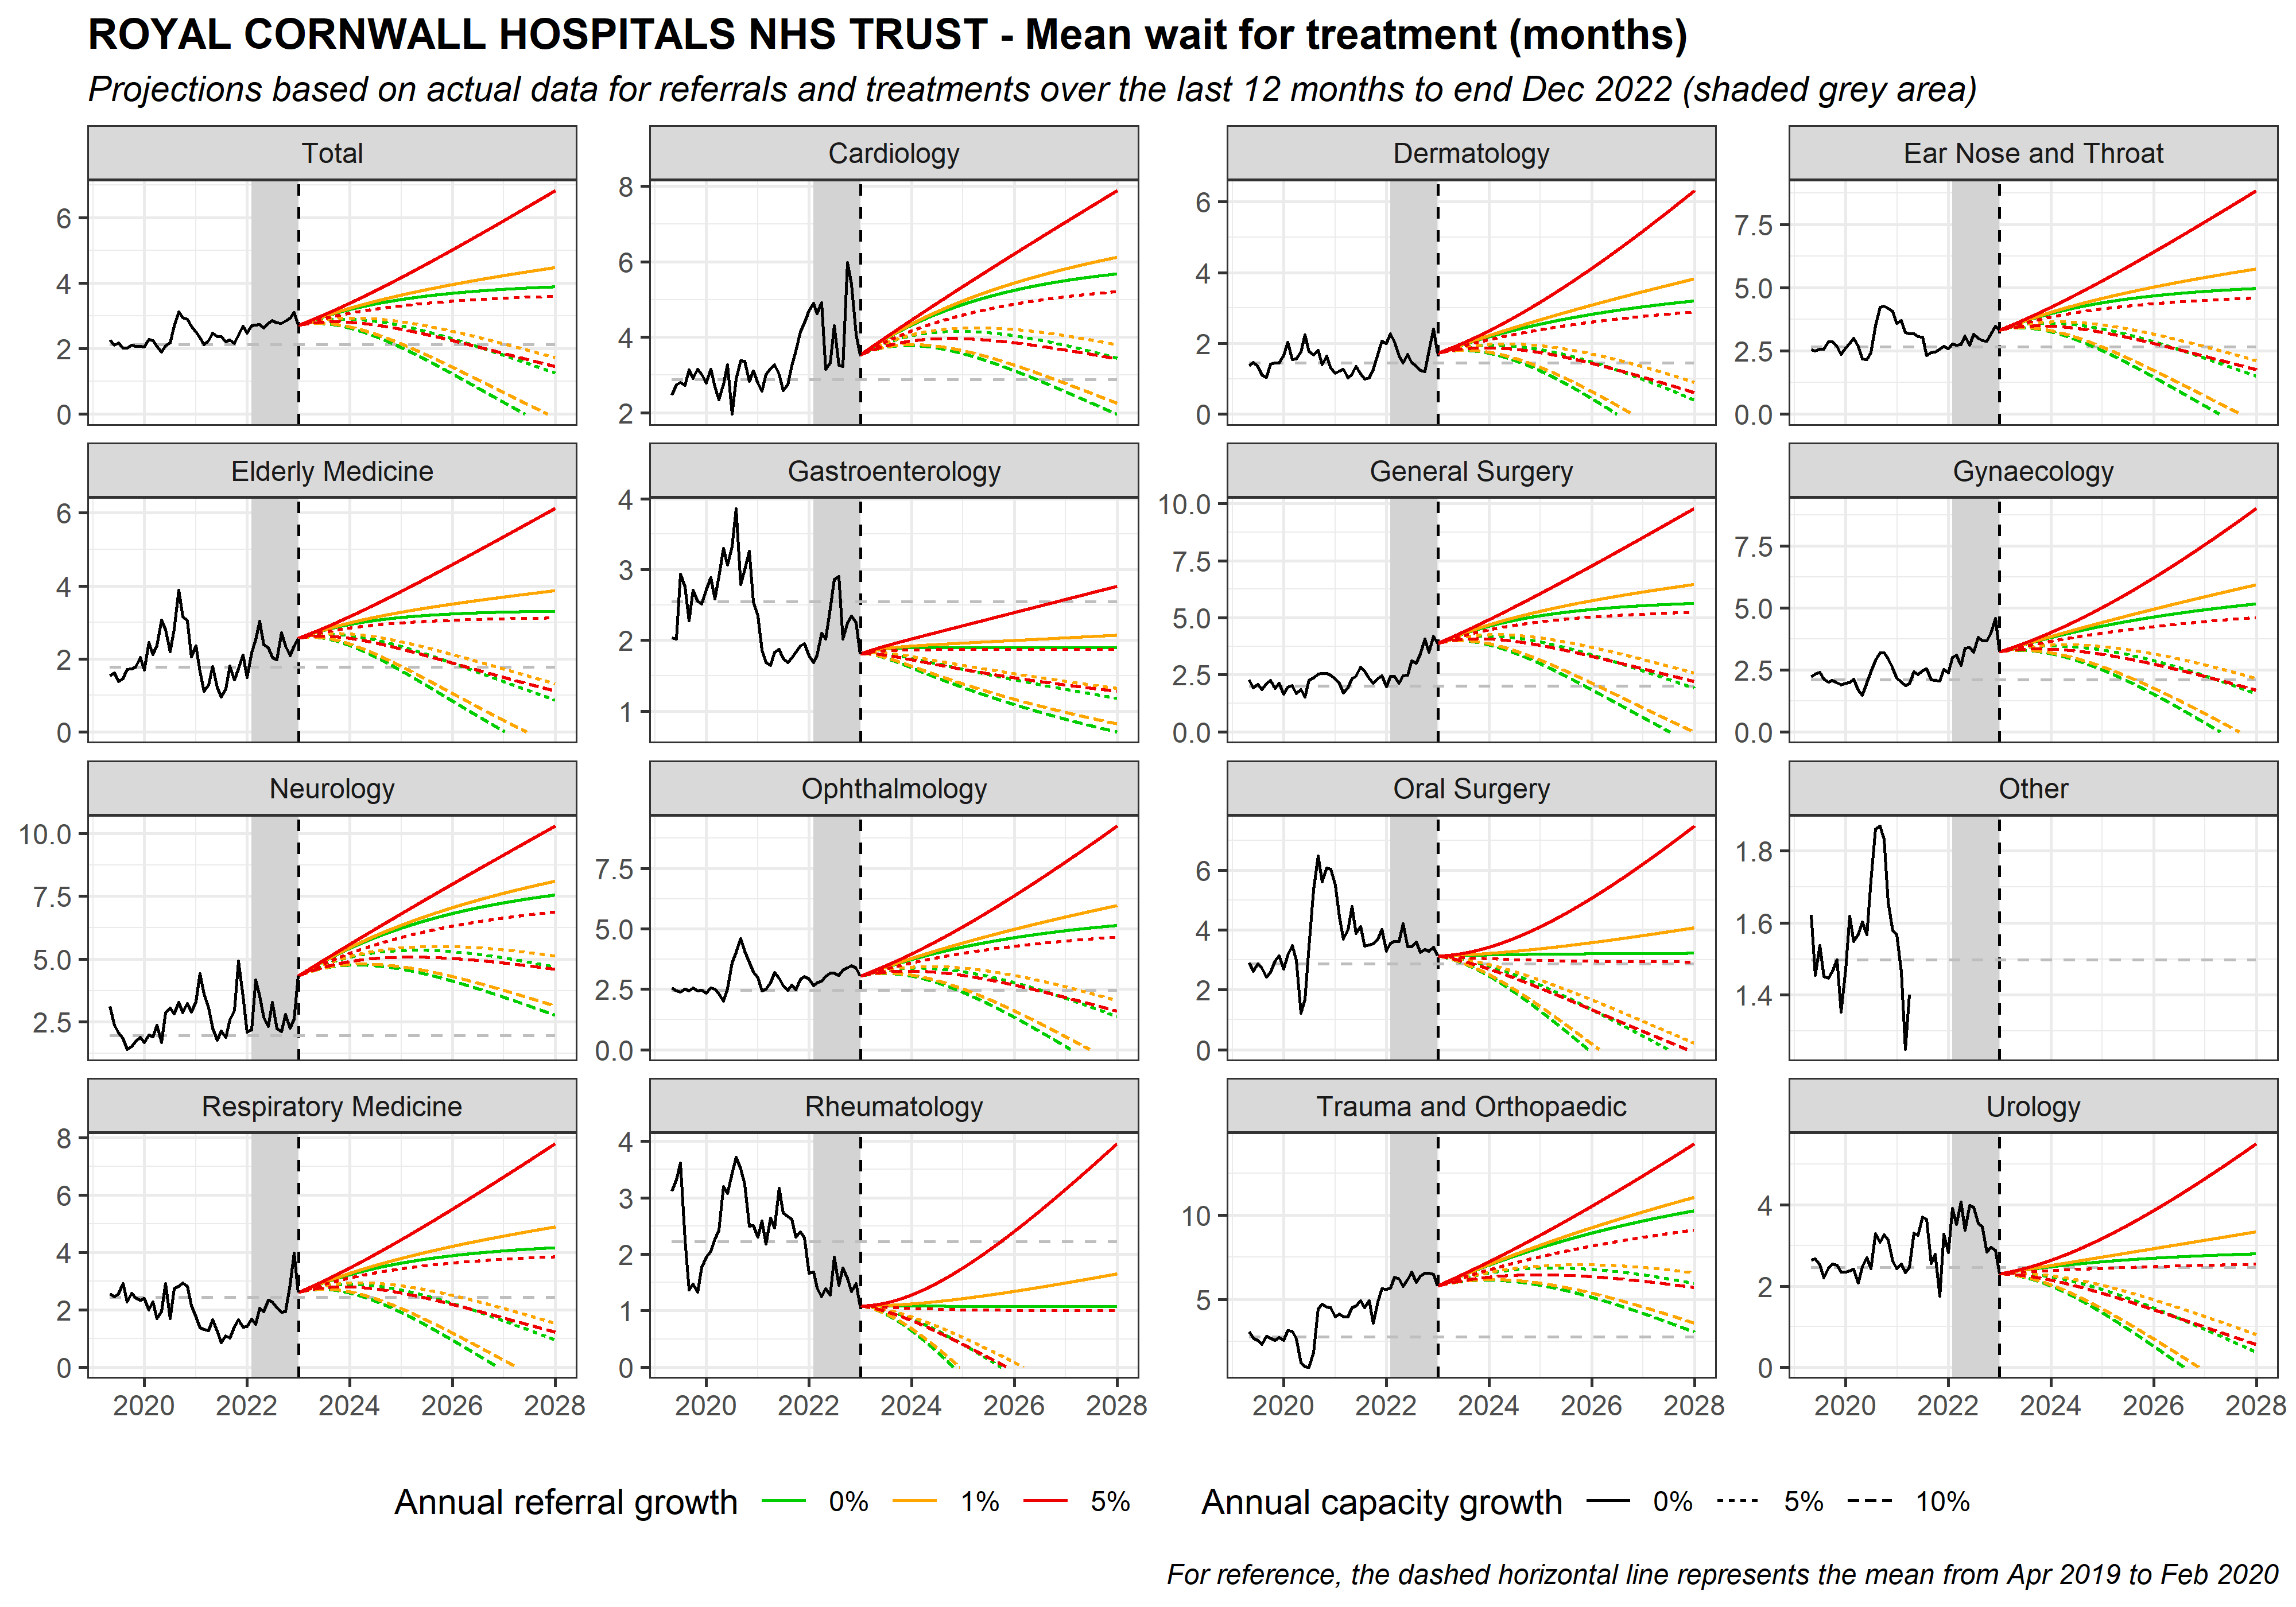 ROYAL CORNWALL HOSPITALS NHS TRUST - Mean wait for treatment (months)
Projections based on actual data for referrals and treatments over the last 12 months to end Dec 2022 (shaded grey area)
Total
Cardiology
Dermatology
Ear Nose and Throat
6
4
2
0
8
6
4
2
6
4
2
0
7.5
5.0
2.5
0.0
Elderly Medicine
Gastroenterology
General Surgery
Gynaecology
6
4
2
0
4
3
2
1
10.0
7.5
5.0
2.5
0.0
7.5
5.0
2.5
0.0
Neurology
Ophthalmology
Oral Surgery
Other
10.0
7.5
5.0
2.5
7.5
5.0
2.5
0.0
6
4
2
0
1.8
1.6
1.4
Respiratory Medicine
Rheumatology
Trauma and Orthopaedic
Urology
8
6
4
2
0
4
3
2
1
0
10
5
4
2
0
2020 2022 2024 2026 2028
2020 2022 2024 2026 2028
2020 2022 2024 2026 2028
2020 2022 2024 2026 2028
Annual referral growth 0% 1% 5%
Annual capacity growth 0% 5% 10%
For reference, the dashed horizontal line represents the mean from Apr 2019 to Feb 2020